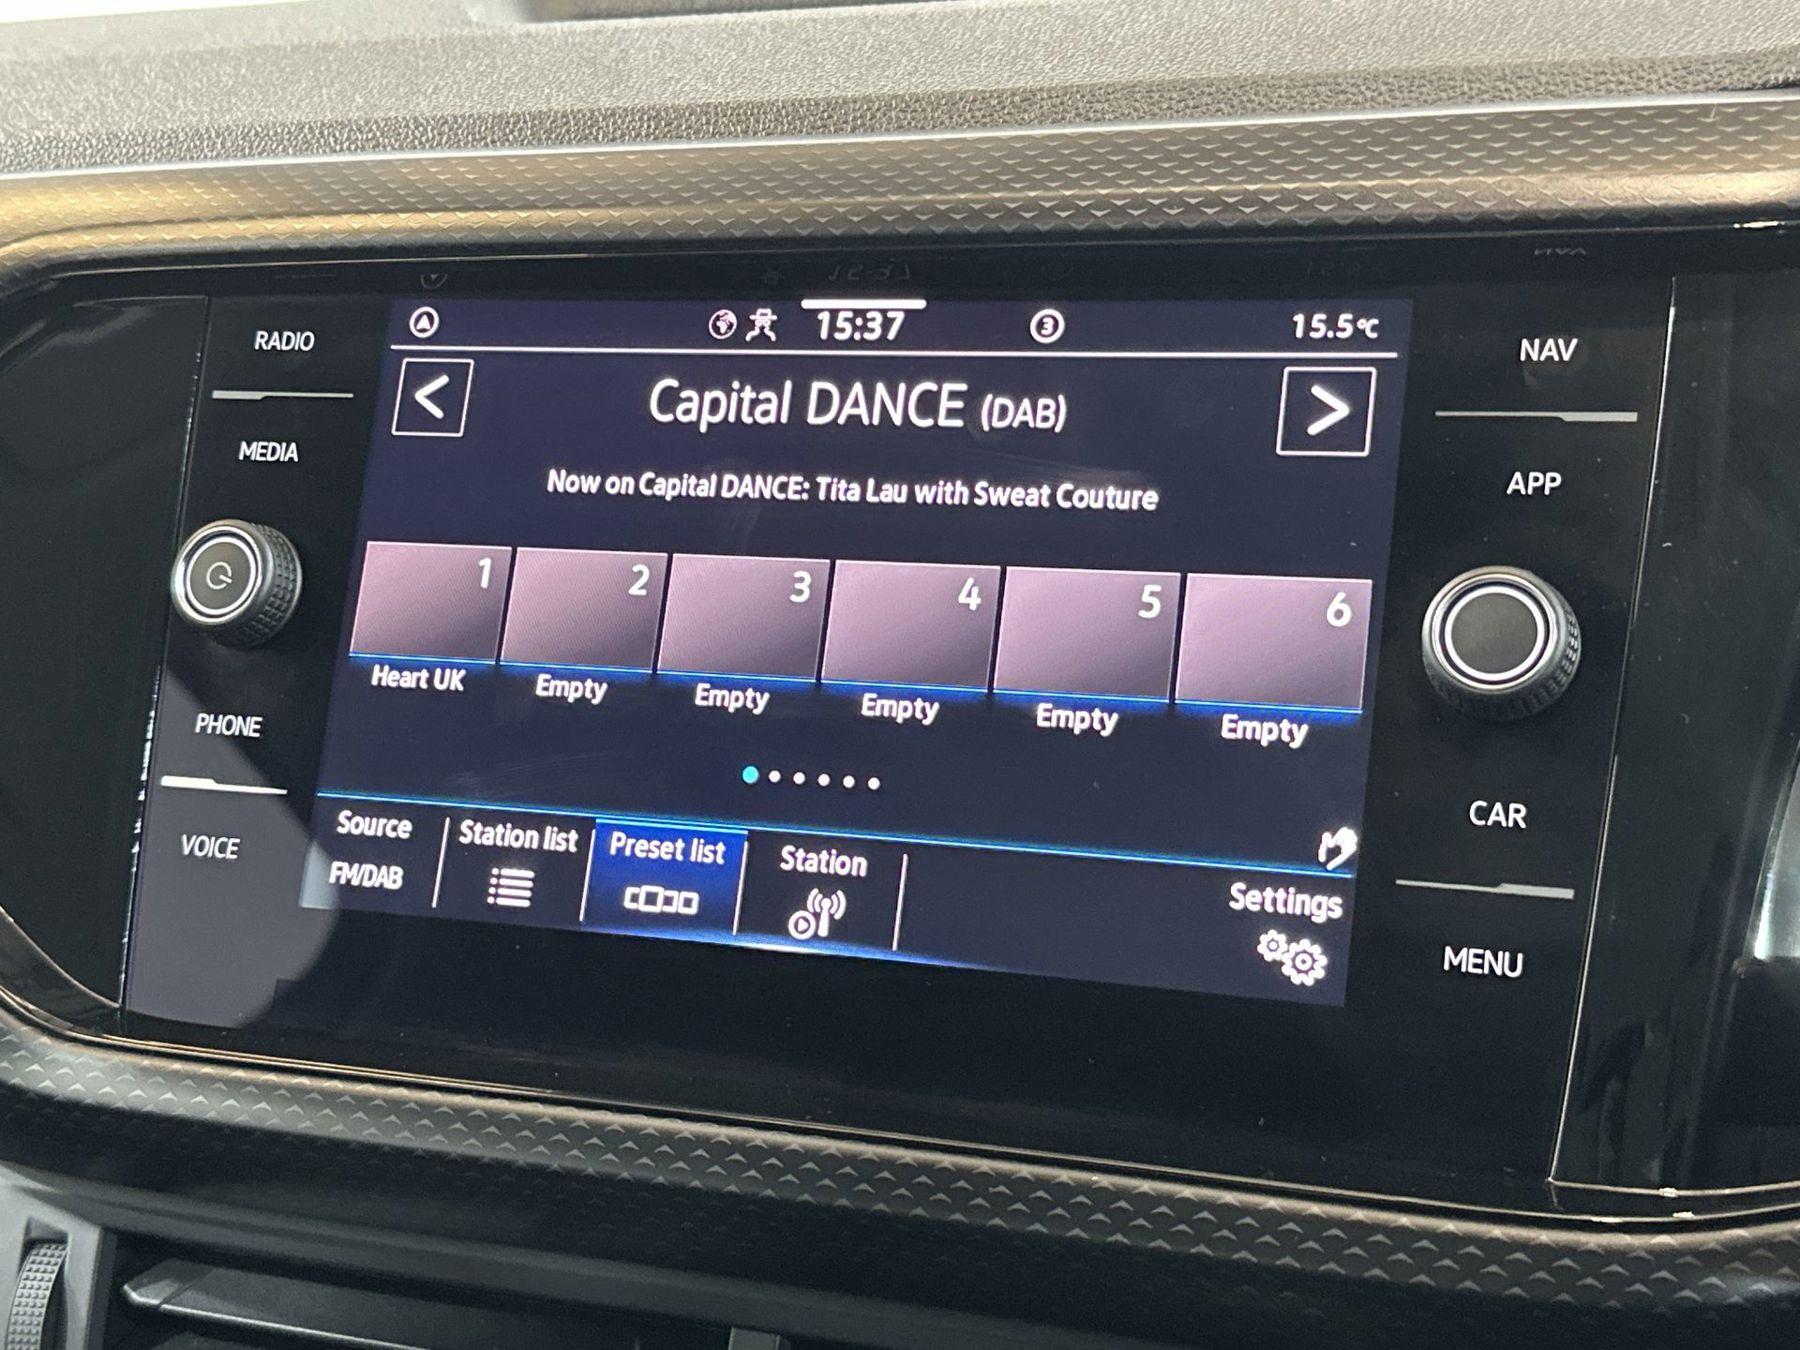 RADIO
MEDIA
PHONE
VOICE
15:37
3
15.5°C
Capital DANCE (DAB)
Now on Capital DANCE: Tita Lau with Sweat Couture
1 2 3 4 5 6
Heart UK Empty Empty Empty Empty Empty
Source
FM/DAB
Station list
Preset list
Station
Settings
NAV
APP
CAR
MENU